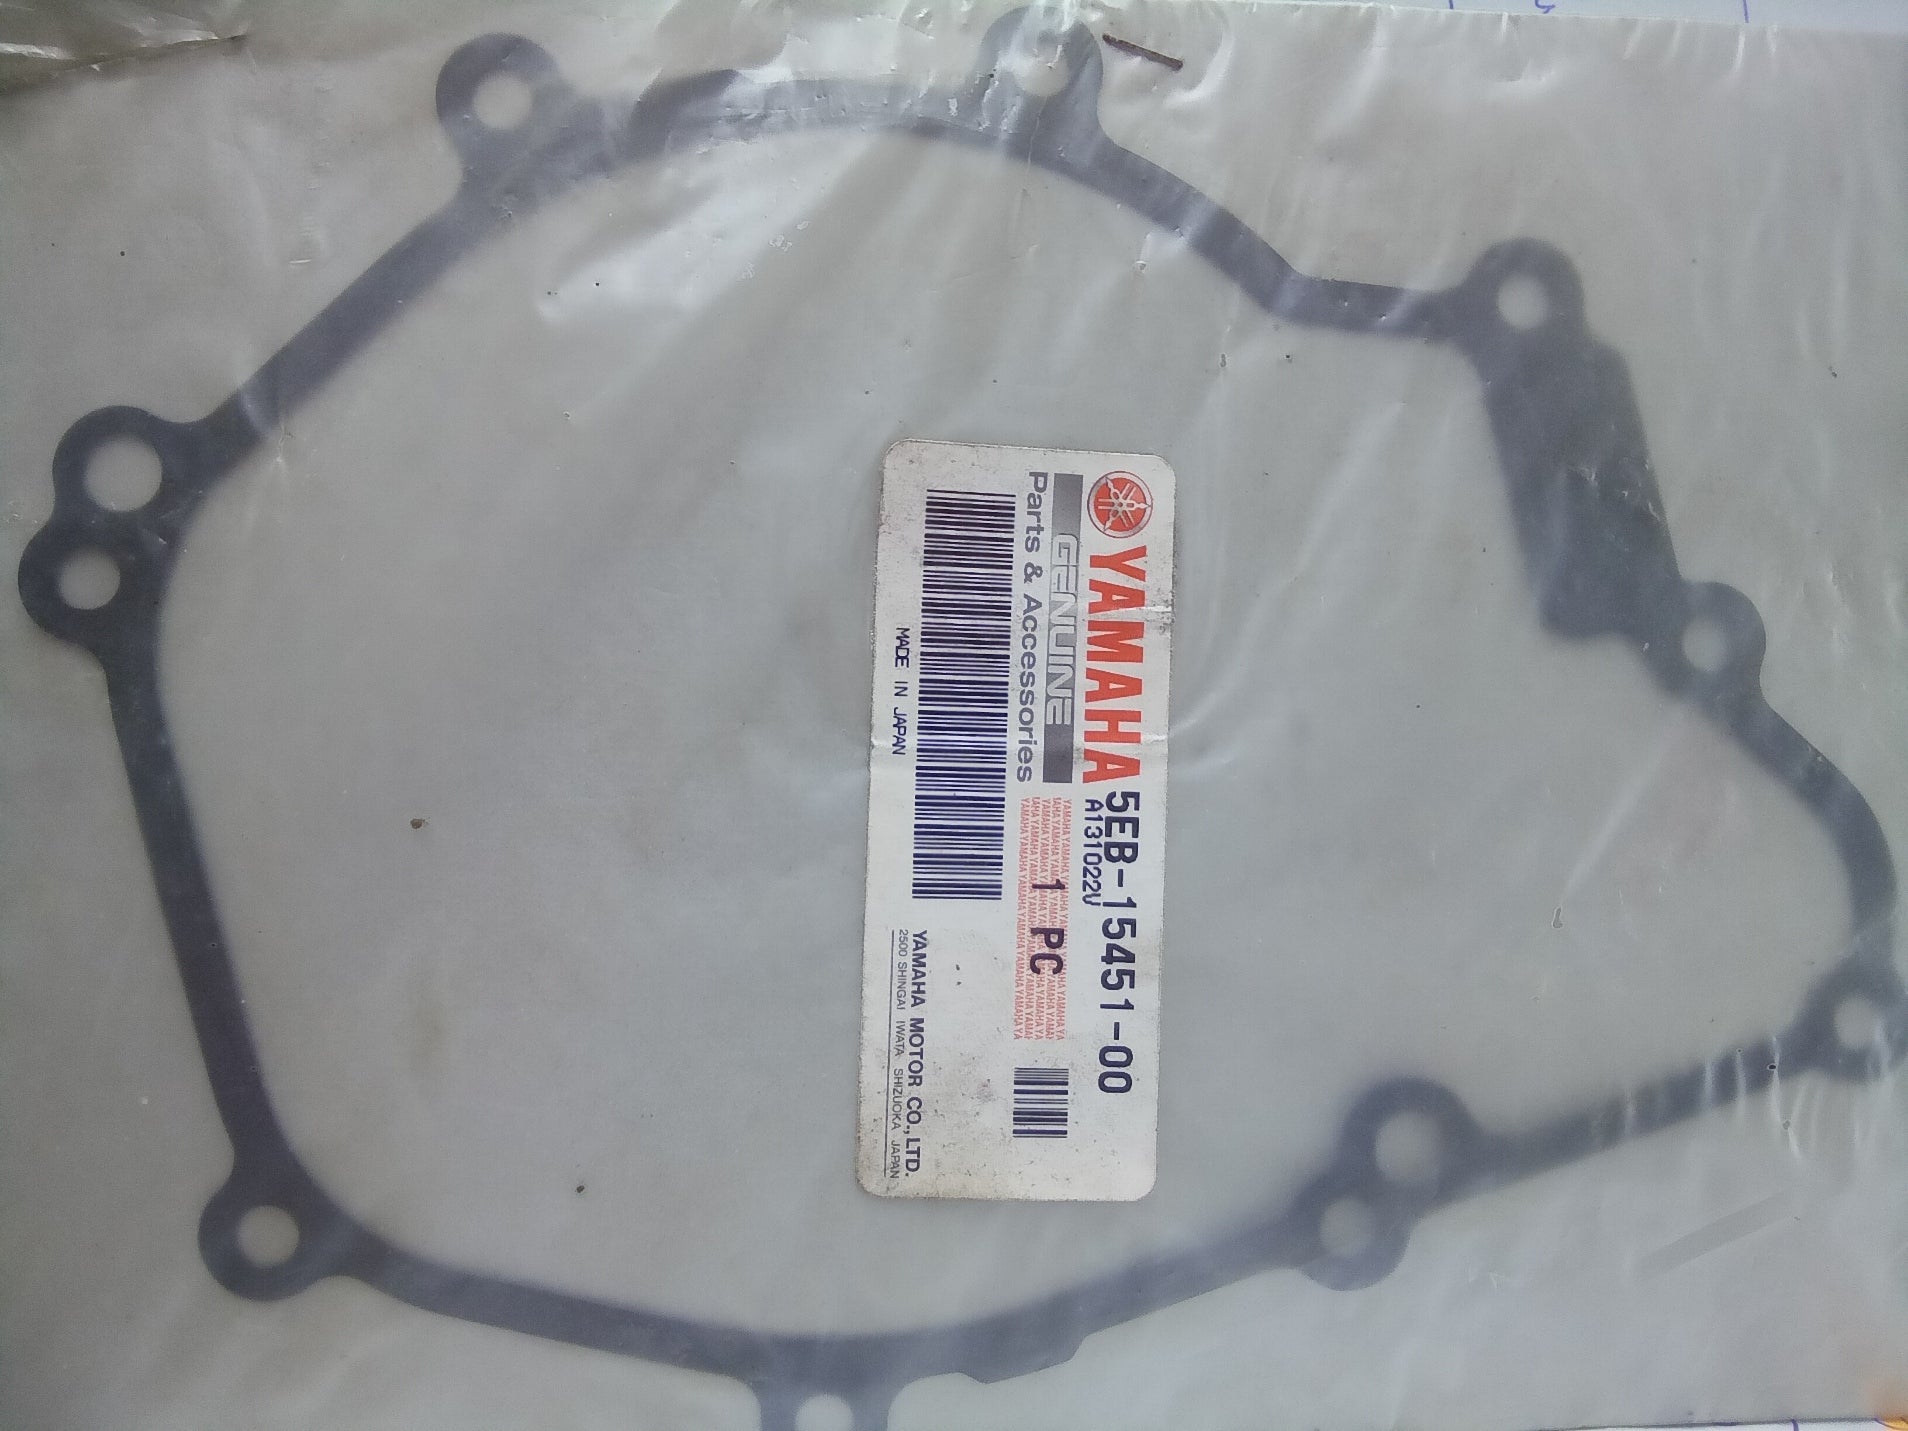 YAMAHA
5EB-15451-00
A131022V
GENUINE
Parts & Accessories
1 PC
MADE IN JAPAN
YAMAHA MOTOR CO., LTD.
2500 SHINGAI IWATA SHIZUOKA JAPAN